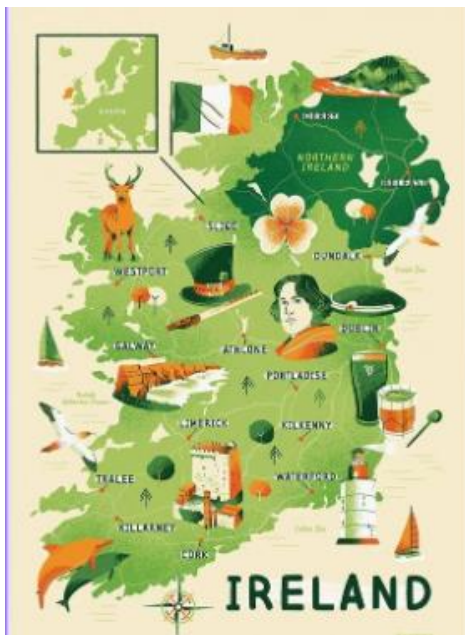 NORTHERN
IRELAND
SLIGO
DUNDALK
WESTPORT
DUBLIN
GALWAY
ATHLONE
PORTLAOISE
LIMERICK
KILKENNY
TRALEE
WATERFORD
KILLARNEY
CORK
IRELAND